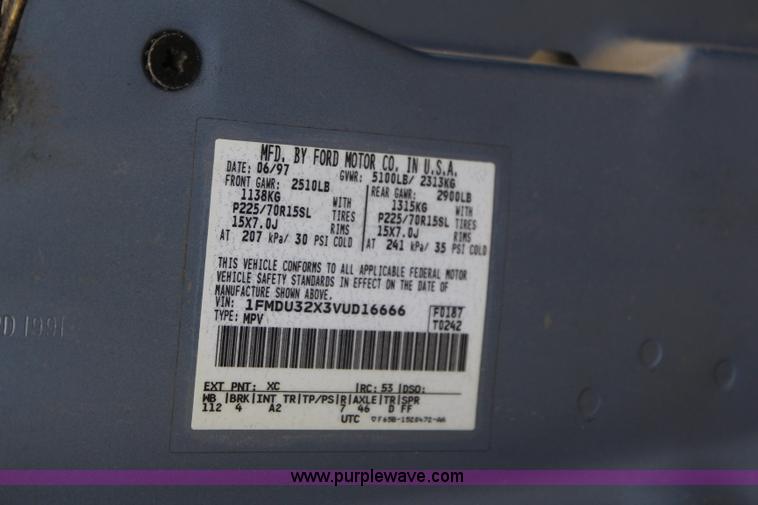 MFD. BY FORD MOTOR CO. IN U.S.A.
DATE: 06/97 GVWR: 5100LB/ 2313KG
FRONT GAWR: 2510LB REAR GAWR: 2900LB
1138KG WITH 1315KG WITH
P225/70R15SL TIRES P225/70R15SL TIRES
15X7.0J RIMS 15X7.0J RIMS
AT 207 kPa/ 30 PSI COLD AT 241 kPa/ 35 PSI COLD
THIS VEHICLE CONFORMS TO ALL APPLICABLE FEDERAL MOTOR
VEHICLE SAFETY STANDARDS IN EFFECT ON THE DATE OF
MANUFACTURE SHOWN ABOVE.
VIN: 1FMDU32X3VUD16666 F0187
TYPE: MPV T0242
EXT PNT: XC |RC: 53 |DSO:
WB |BRK|INT TR|TP/PS|R|AXLE|TR|SPR
112 4 A2 7 46 D FF
UTC
www.purplewave.com